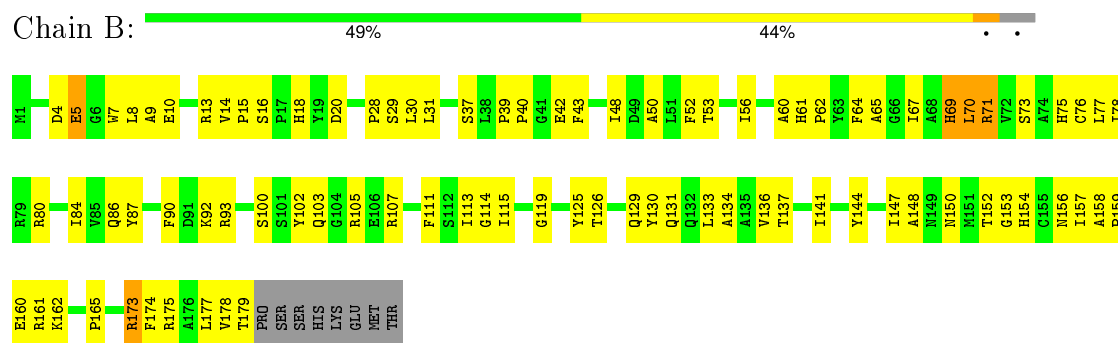 Chain B:
49% 44% • •
M1 D4 E5 G6 W7 L8 A9 E10 R13 V14 P15 S16 P17 H18 Y19 D20 P28 S29 L30 L31 S37 L38 P39 P40 G41 E42 F43 I48 D49 A50 L51 F52 T53 I56 A60 H61 P62 Y63 F64 A65 G66 I67 A68 H69 L70 R71 V72 S73 A74 H75 C76 L77
R79 R80 I84 V85 Q86 Y87 F90 D91 K92 R93 S100 S101 Y102 Q103 G104 R105 E106 R107 F111 S112 I113 G114 I115 G119 Y125 T126 Q129 Y130 Q131 Q132 L133 A134 A135 V136 T137 I141 Y144 I147 A148 N149 N150 M151 T152 G153 H154 C155 N156 I157 A158
E160 R161 K162 P165 R173 F174 R175 A176 L177 V178 T179 PRO SER SER HIS LYS GLU MET THR